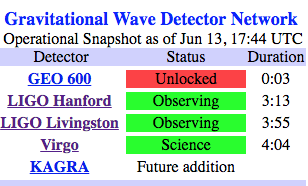 Gravitational Wave Detector Network
Operational Snapshot as of Jun 13, 17:44 UTC
Detector Status Duration
GEO 600 Unlocked 0:03
LIGO Hanford Observing 3:13
LIGO Livingston Observing 3:55
Virgo Science 4:04
KAGRA Future addition